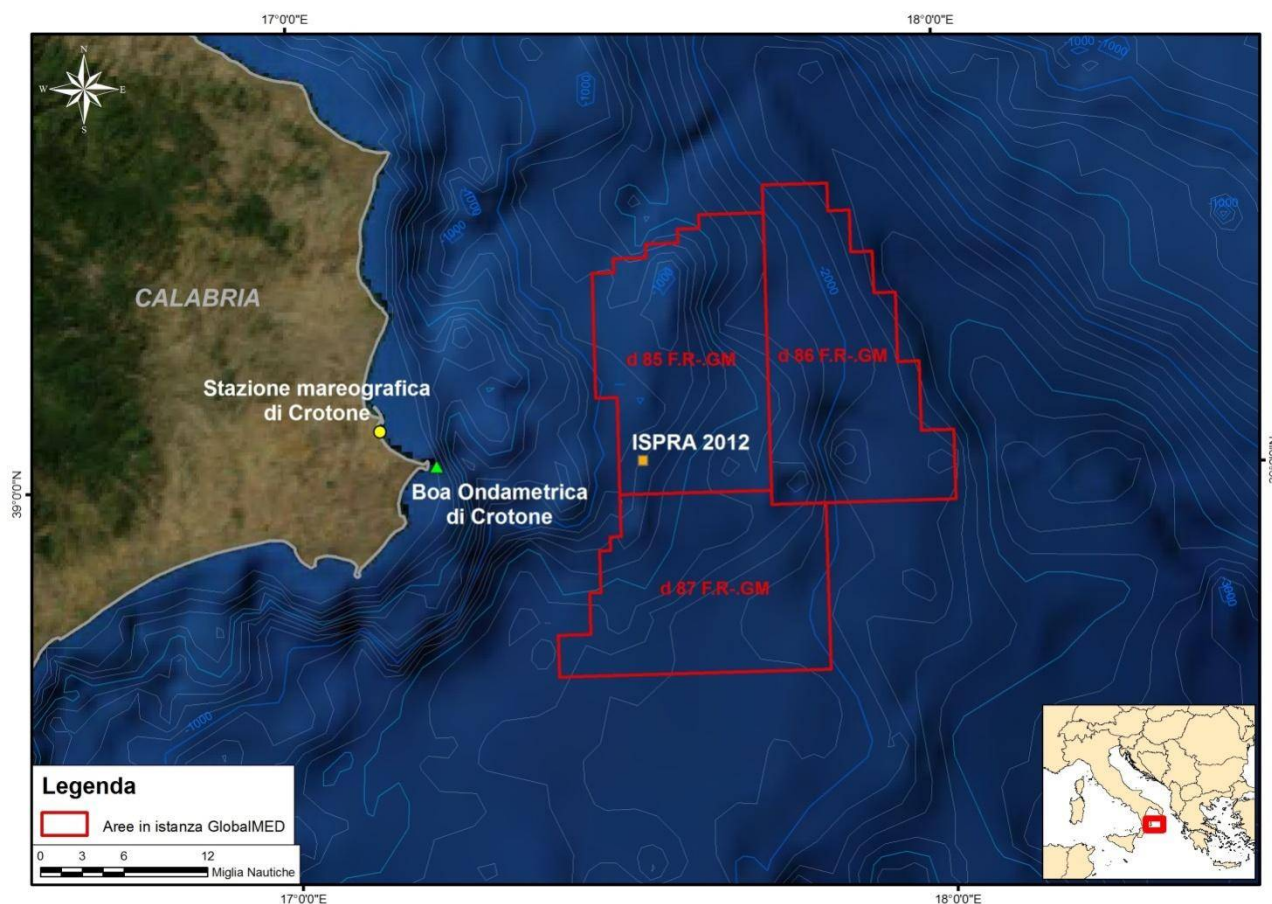 17°0'0"E
18°0'0"E
N
W
E
S
-1000
-1000
-1000
-1000
-1000
-1000
-2000
CALABRIA
d 85 F.R-.GM
d 86 F.R-.GM
Stazione mareografica
di Crotone
ISPRA 2012
Boa Ondametrica
di Crotone
39°0'0"N
d 87 F.R-.GM
-1000
Legenda
Aree in istanza GlobalMED
0 3 6 12
Miglia Nautiche
17°0'0"E
18°0'0"E